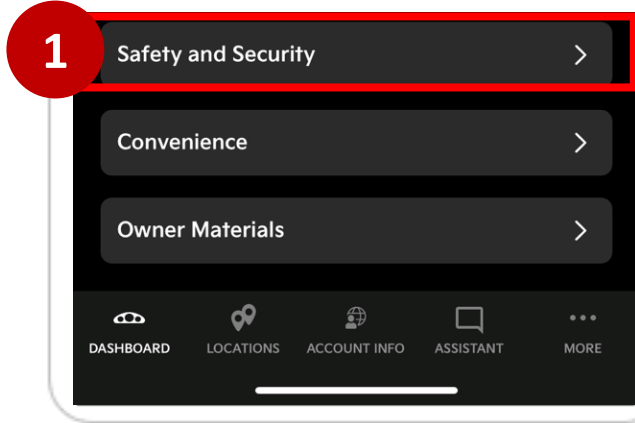 1
Safety and Security
Convenience
Owner Materials
DASHBOARD LOCATIONS ACCOUNT INFO ASSISTANT MORE